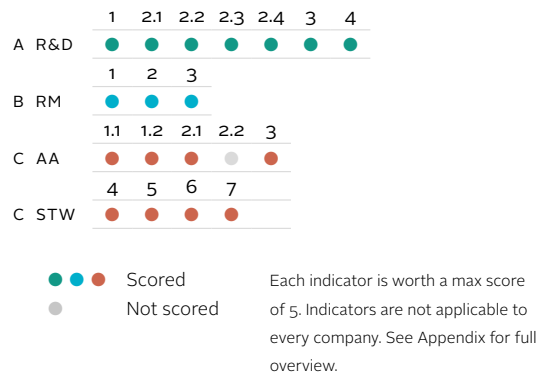 1 2.1 2.2 2.3 2.4 3 4
A R&D
1 2 3
B RM
1.1 1.2 2.1 2.2 3
C AA
4 5 6 7
C STW
Scored
Not scored
Each indicator is worth a max score
of 5. Indicators are not applicable to
every company. See Appendix for full
overview.